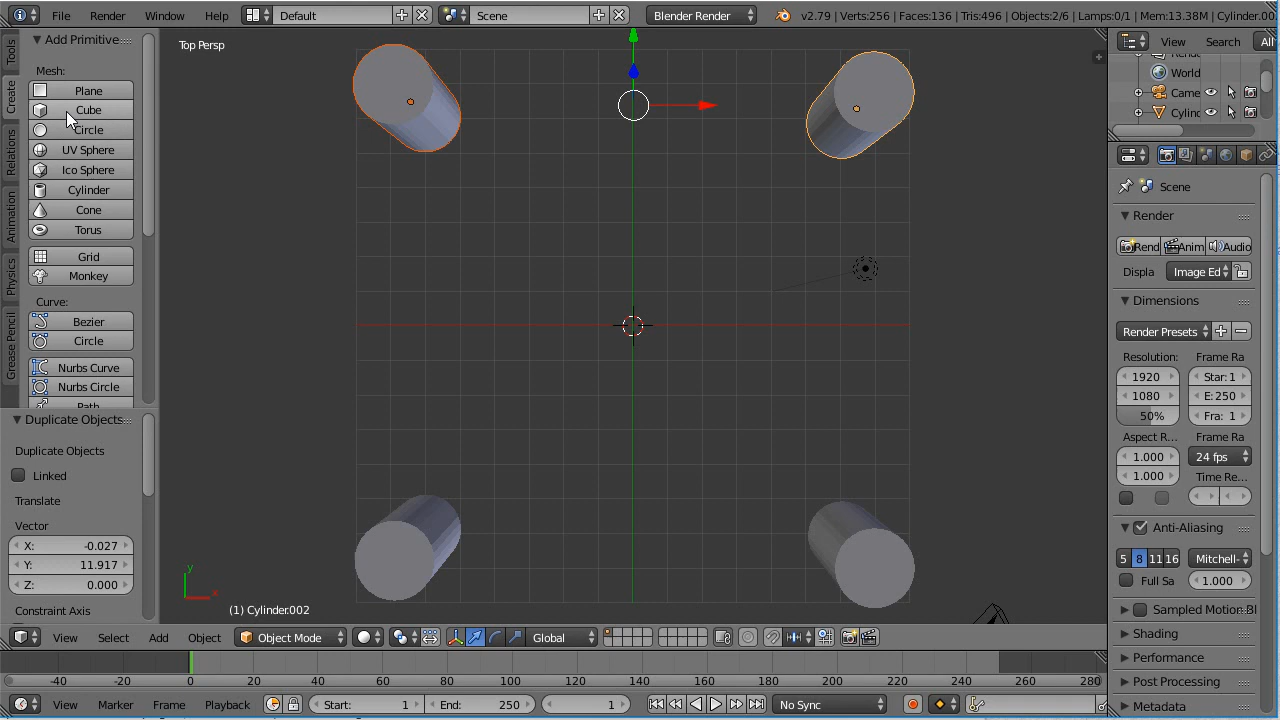 File Render Window Help Default Scene Blender Render v2.79 | Verts:256 | Faces:136 | Tris:496 | Objects:2/6 | Lamps:0/1 | Mem:13.38M | Cylinder.00
Tools
Create
Relations
Animation
Physics
Grease Pencil
Add Primitive
Mesh:
Plane
Cube
Circle
UV Sphere
Ico Sphere
Cylinder
Cone
Torus
Grid
Monkey
Curve:
Bezier
Circle
Nurbs Curve
Nurbs Circle
Path
Duplicate Objects
Duplicate Objects
Linked
Translate
Vector
X: -0.027
Y: 11.917
Z: 0.000
Constraint Axis
Top Persp
y
x
(1) Cylinder.002
View Select Add Object Object Mode Global
-40 -20 0 20 40 60 80 100 120 140 160 180 200 220 240 260 280
View Marker Frame Playback Start: 1 End: 250 1 No Sync
View Search All
World
Came
Cylinc
Scene
Render
Rend Anim Audio
Displa Image Ed
Dimensions
Render Presets
Resolution: Frame Ra
1920 Star:1
1080 E:250
50% Fra: 1
Aspect R... Frame Ra
1.000 24 fps
1.000 Time Re...
Anti-Aliasing
5 8 11 16 Mitchell-
Full Sa 1.000
Sampled Motion Bl
Shading
Performance
Post Processing
Metadata